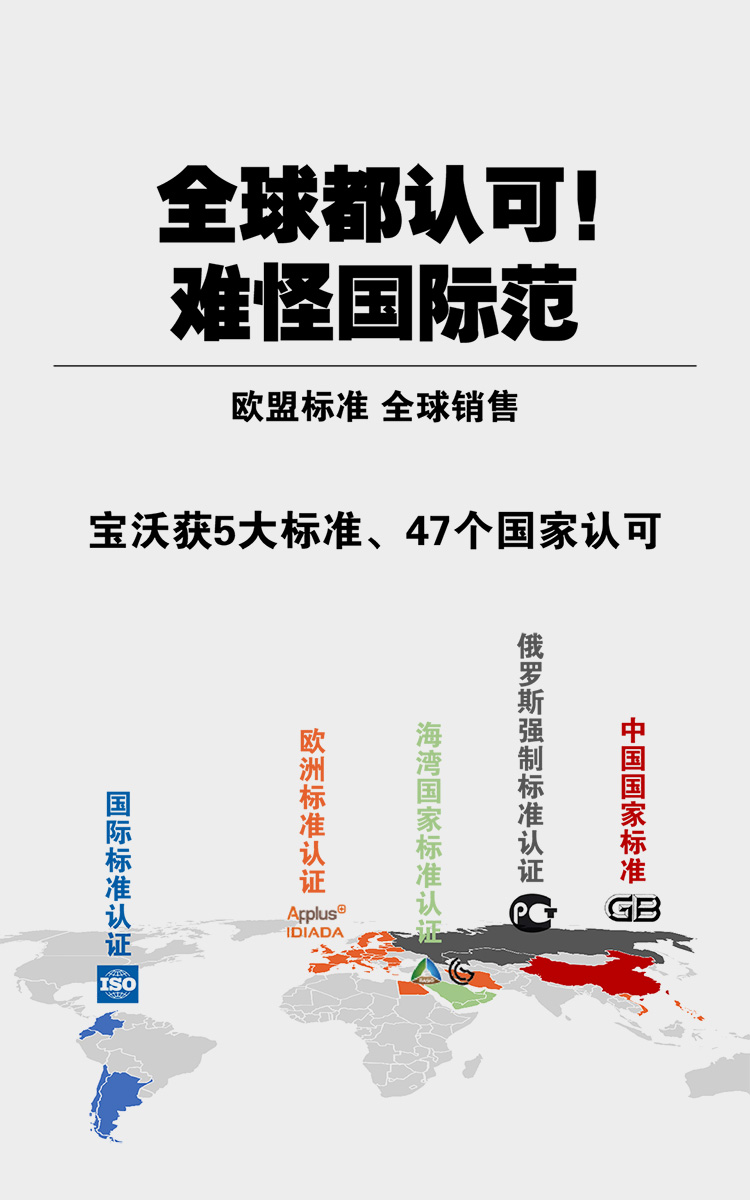 全球都认可!
难怪国际范
欧盟标准 全球销售
宝沃获5大标准、47个国家认可
国际标准认证
ISO
欧洲标准认证
Applus+
IDIADA
海湾国家标准认证
俄罗斯强制标准认证
中国国家标准
GB